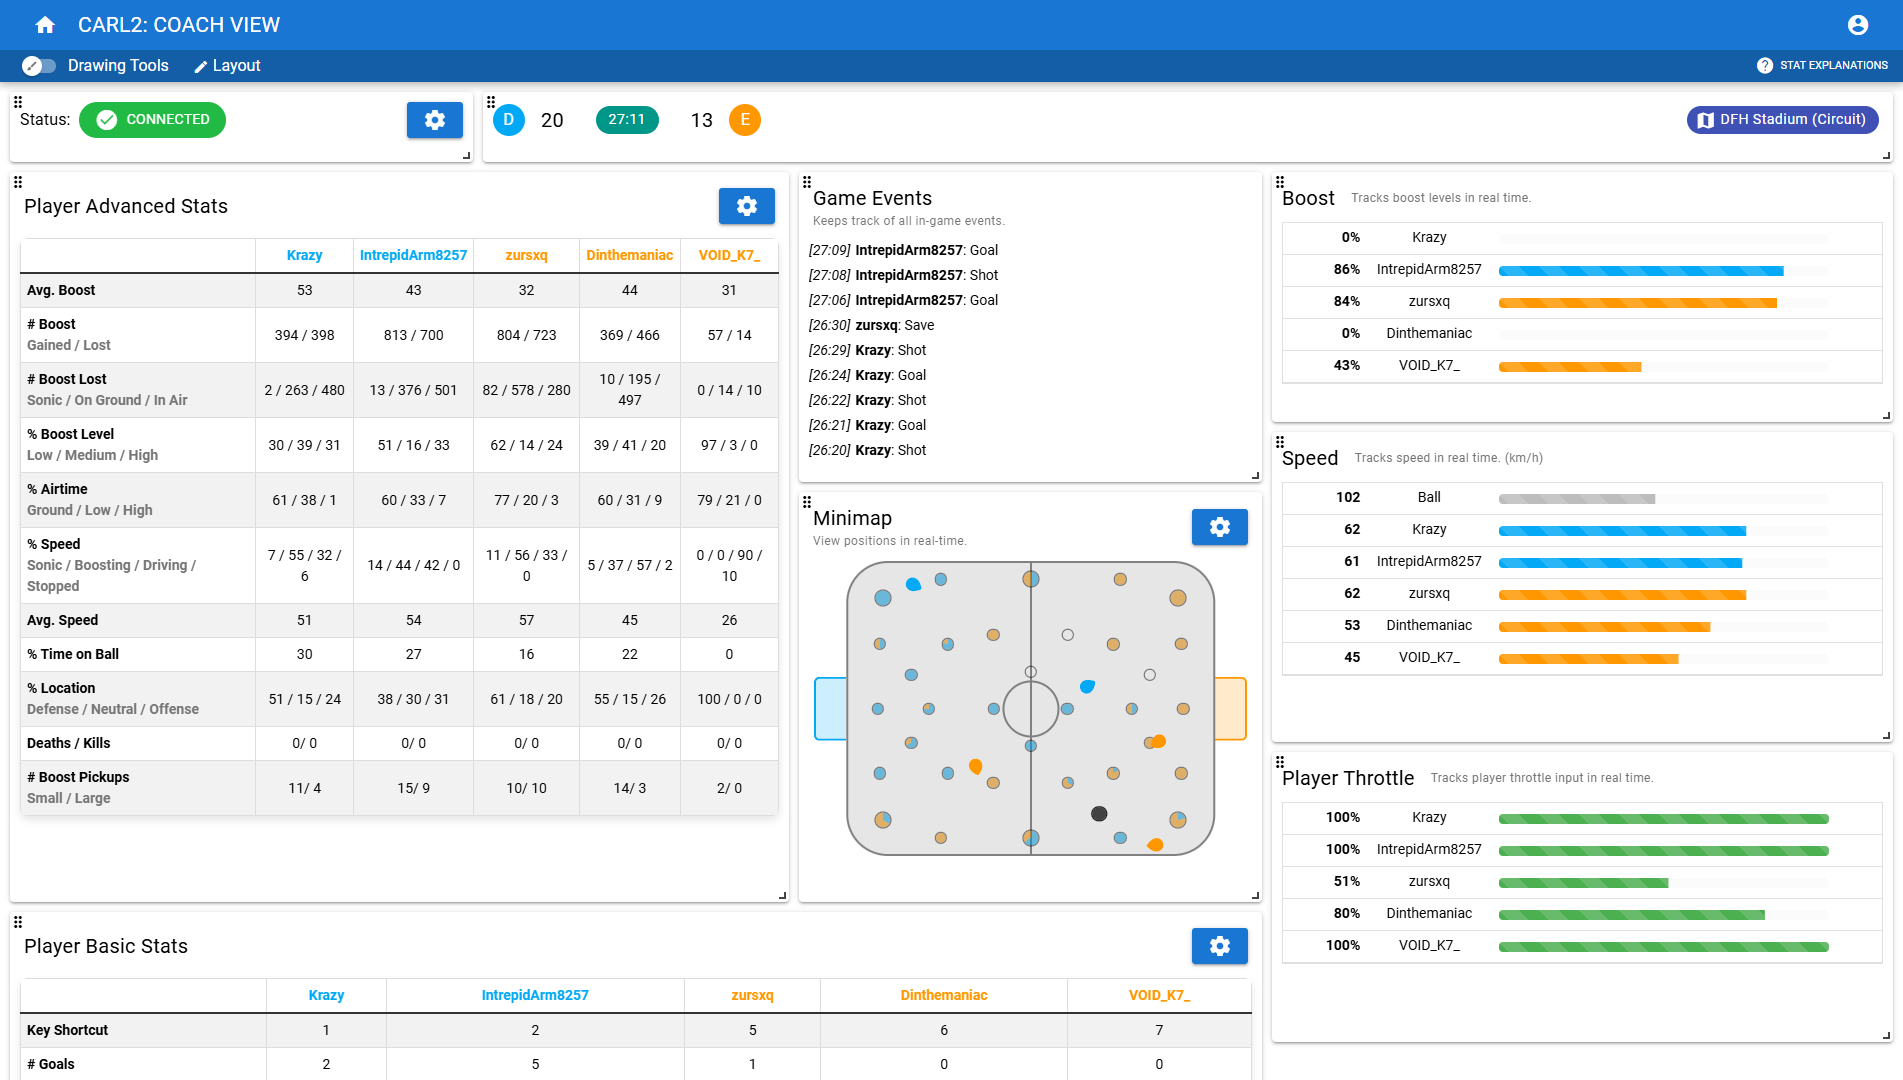 CARL2: COACH VIEW
Drawing Tools
Layout
STAT EXPLANATIONS
Status:
CONNECTED
D
20
27:11
13
E
DFH Stadium (Circuit)
Player Advanced Stats
Krazy IntrepidArm8257 zursxq Dinthemaniac VOID_K7_
Avg. Boost 53 43 32 44 31
# Boost
Gained / Lost
394 / 398 813 / 700 804 / 723 369 / 466 57 / 14
# Boost Lost
Sonic / On Ground / In Air
2 / 263 / 480 13 / 376 / 501 82 / 578 / 280 10 / 195 / 497 0 / 14 / 10
% Boost Level
Low / Medium / High
30 / 39 / 31 51 / 16 / 33 62 / 14 / 24 39 / 41 / 20 97 / 3 / 0
% Airtime
Ground / Low / High
61 / 38 / 1 60 / 33 / 7 77 / 20 / 3 60 / 31 / 9 79 / 21 / 0
% Speed
Sonic / Boosting / Driving /
Stopped
7 / 55 / 32 / 6 14 / 44 / 42 / 0 11 / 56 / 33 / 0 5 / 37 / 57 / 2 0 / 0 / 90 / 10
Avg. Speed 51 54 57 45 26
% Time on Ball 30 27 16 22 0
% Location
Defense / Neutral / Offense
51 / 15 / 24 38 / 30 / 31 61 / 18 / 20 55 / 15 / 26 100 / 0 / 0
Deaths / Kills 0/ 0 0/ 0 0/ 0 0/ 0 0/ 0
# Boost Pickups
Small / Large
11/ 4 15/ 9 10/ 10 14/ 3 2/ 0
Game Events
Keeps track of all in-game events.
[27:09] IntrepidArm8257: Goal
[27:08] IntrepidArm8257: Shot
[27:06] IntrepidArm8257: Goal
[26:30] zursxq: Save
[26:29] Krazy: Shot
[26:24] Krazy: Goal
[26:22] Krazy: Shot
[26:21] Krazy: Goal
[26:20] Krazy: Shot
Minimap
View positions in real-time.
Boost Tracks boost levels in real time.
0% Krazy
86% IntrepidArm8257
84% zursxq
0% Dinthemaniac
43% VOID_K7_
Speed Tracks speed in real time. (km/h)
102 Ball
62 Krazy
61 IntrepidArm8257
62 zursxq
53 Dinthemaniac
45 VOID_K7_
Player Throttle Tracks player throttle input in real time.
100% Krazy
100% IntrepidArm8257
51% zursxq
80% Dinthemaniac
100% VOID_K7_
Player Basic Stats
Krazy IntrepidArm8257 zursxq Dinthemaniac VOID_K7_
Key Shortcut 1 2 5 6 7
# Goals 2 5 1 0 0